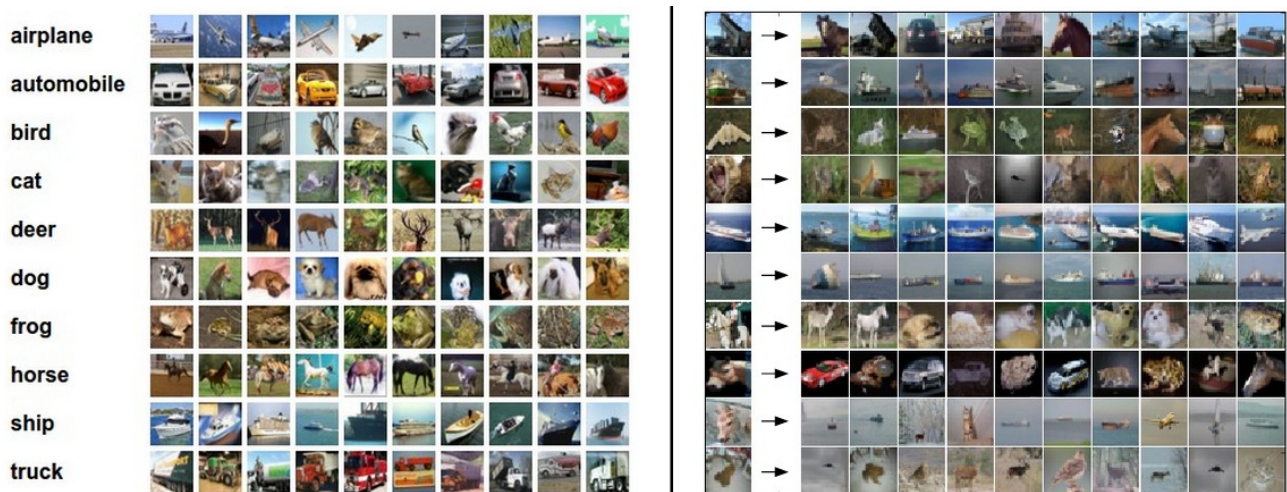 airplane
automobile
bird
cat
deer
dog
frog
horse
ship
truck